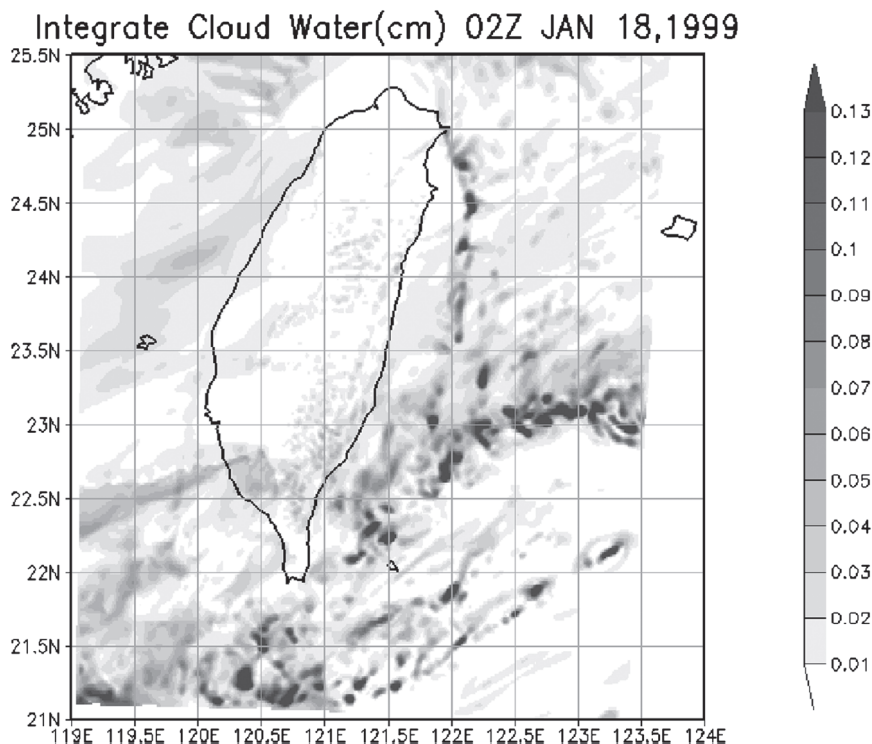 Integrate Cloud Water(cm) 02Z JAN 18,1999
25.5N
25N
24.5N
24N
23.5N
23N
22.5N
22N
21.5N
21N
119E 119.5E 120E 120.5E 121E 121.5E 122E 122.5E 123E 123.5E 124E
0.13
0.12
0.11
0.1
0.09
0.08
0.07
0.06
0.05
0.04
0.03
0.02
0.01